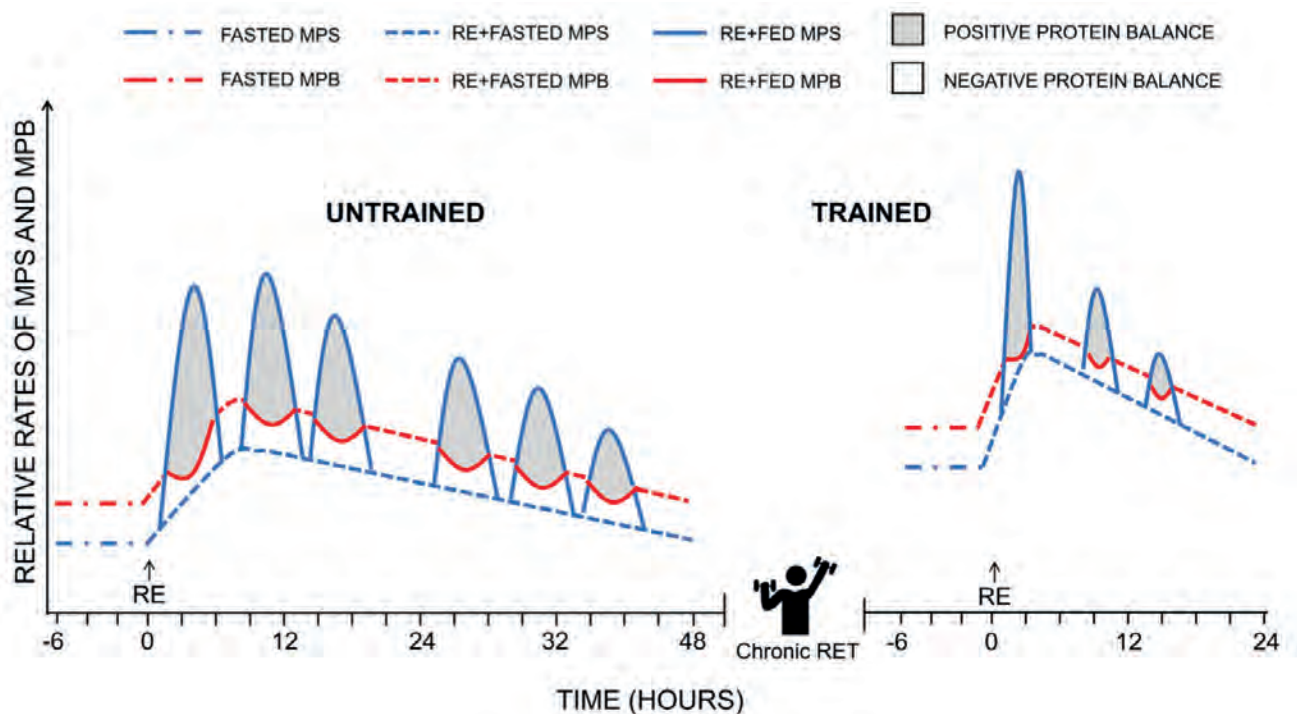 FASTED MPS
RE+FASTED MPS
RE+FED MPS
POSITIVE PROTEIN BALANCE
FASTED MPB
RE+FASTED MPB
RE+FED MPB
NEGATIVE PROTEIN BALANCE
RELATIVE RATES OF MPS AND MPB
UNTRAINED
TRAINED
RE
RE
-6 0 12 24 32 48
Chronic RET
-6 0 12 24
TIME (HOURS)